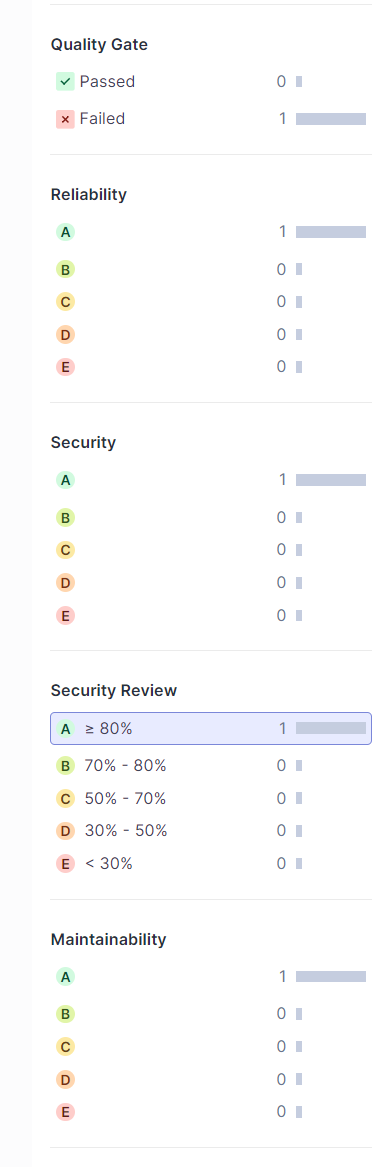 Quality Gate
Passed 0
Failed 1
Reliability
A 1
B 0
C 0
D 0
E 0
Security
A 1
B 0
C 0
D 0
E 0
Security Review
A ≥ 80% 1
B 70% - 80% 0
C 50% - 70% 0
D 30% - 50% 0
E < 30% 0
Maintainability
A 1
B 0
C 0
D 0
E 0